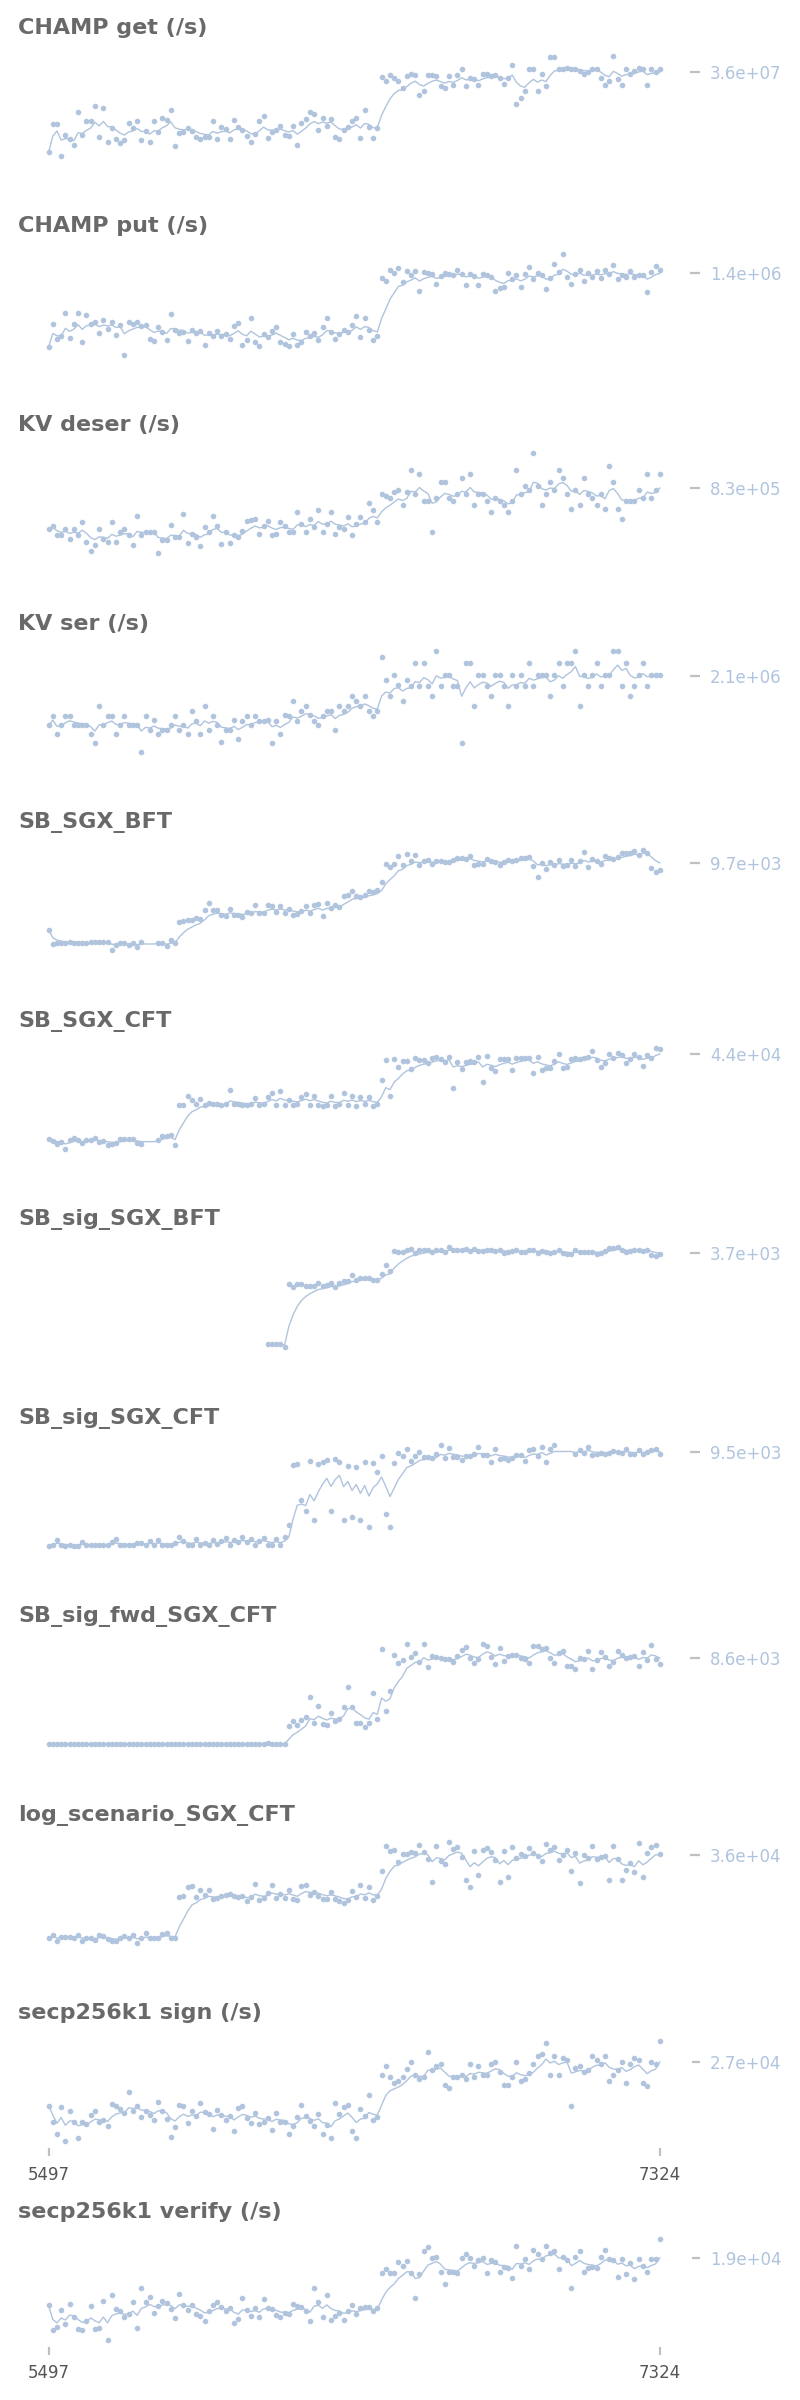 CHAMP get (/s)
3.6e+07
CHAMP put (/s)
1.4e+06
KV deser (/s)
8.3e+05
KV ser (/s)
2.1e+06
SB_SGX_BFT
9.7e+03
SB_SGX_CFT
4.4e+04
SB_sig_SGX_BFT
3.7e+03
SB_sig_SGX_CFT
9.5e+03
SB_sig_fwd_SGX_CFT
8.6e+03
log_scenario_SGX_CFT
3.6e+04
secp256k1 sign (/s)
2.7e+04
5497 7324
secp256k1 verify (/s)
1.9e+04
5497 7324